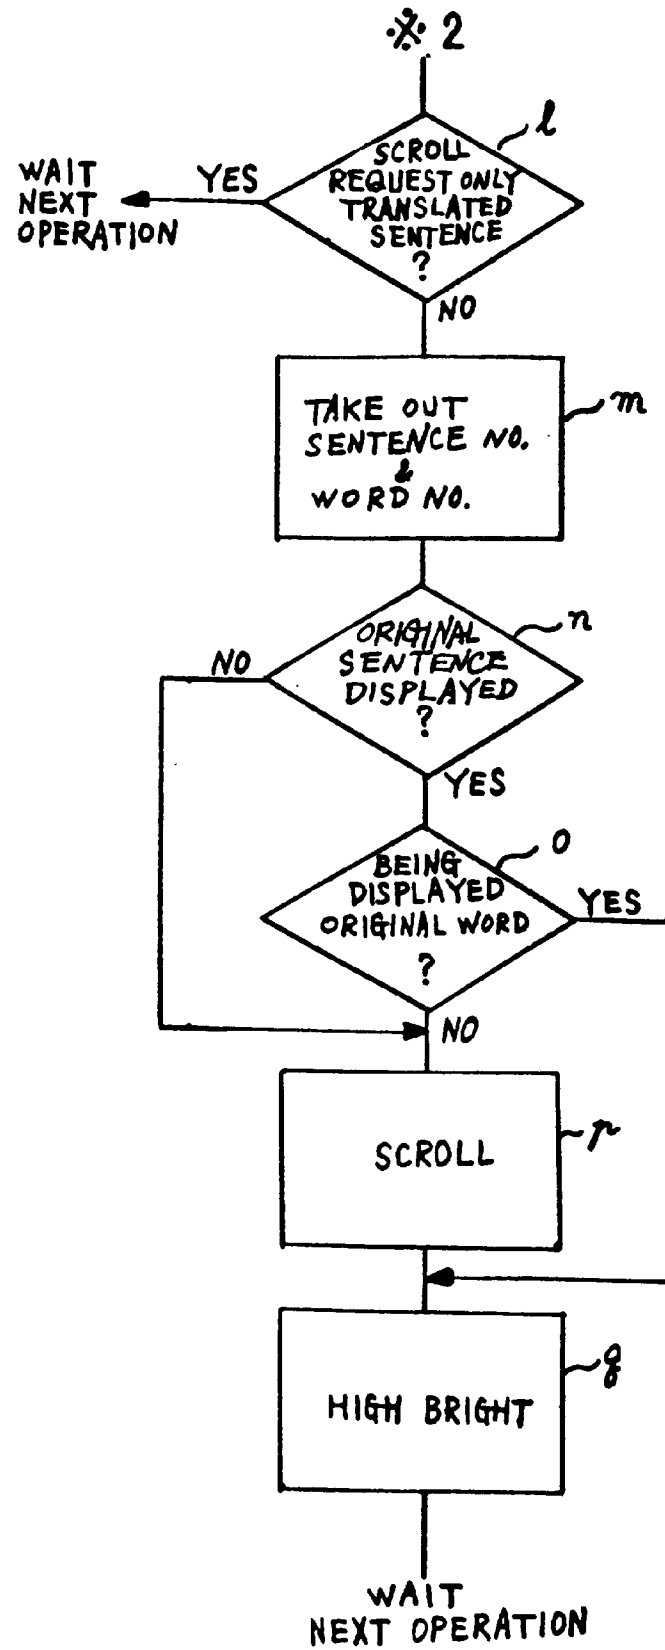 ※2
l
SCROLL
REQUEST ONLY
TRANSLATED
SENTENCE
?
YES
WAIT
NEXT
OPERATION
NO
m
TAKE OUT
SENTENCE NO.
&
WORD NO.
n
ORIGINAL
SENTENCE
DISPLAYED
?
NO
YES
o
BEING
DISPLAYED
ORIGINAL WORD
?
YES
NO
p
SCROLL
q
HIGH BRIGHT
WAIT
NEXT OPERATION